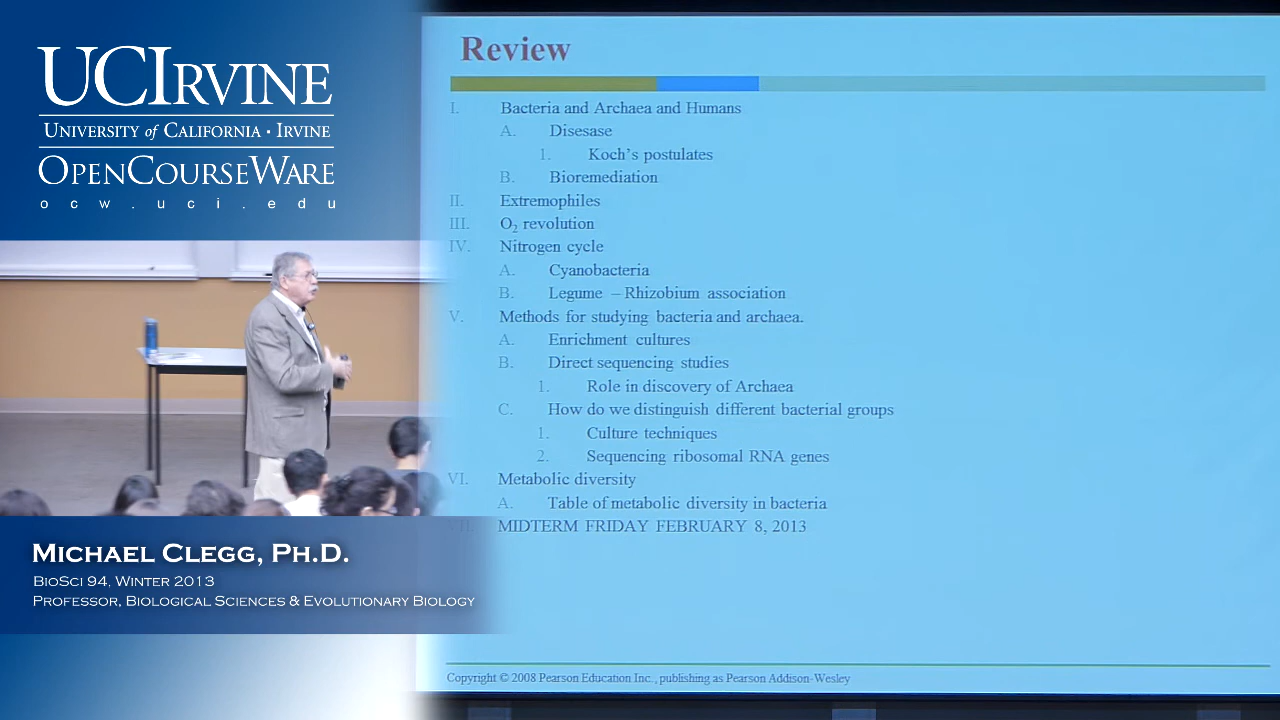 UCIRVINE
UNIVERSITY of CALIFORNIA · IRVINE
OPENCOURSEWARE
ocw.uci.edu
MICHAEL CLEGG, PH.D.
BIOSCI 94, WINTER 2013
PROFESSOR, BIOLOGICAL SCIENCES & EVOLUTIONARY BIOLOGY
Review
I. Bacteria and Archaea and Humans
A. Disesase
1. Koch's postulates
B. Bioremediation
II. Extremophiles
III. O₂ revolution
IV. Nitrogen cycle
A. Cyanobacteria
B. Legume – Rhizobium association
V. Methods for studying bacteria and archaea.
A. Enrichment cultures
B. Direct sequencing studies
1. Role in discovery of Archaea
C. How do we distinguish different bacterial groups
1. Culture techniques
2. Sequencing ribosomal RNA genes
VI. Metabolic diversity
A. Table of metabolic diversity in bacteria
VII. MIDTERM FRIDAY FEBRUARY 8, 2013
Copyright © 2008 Pearson Education Inc., publishing as Pearson Addison-Wesley